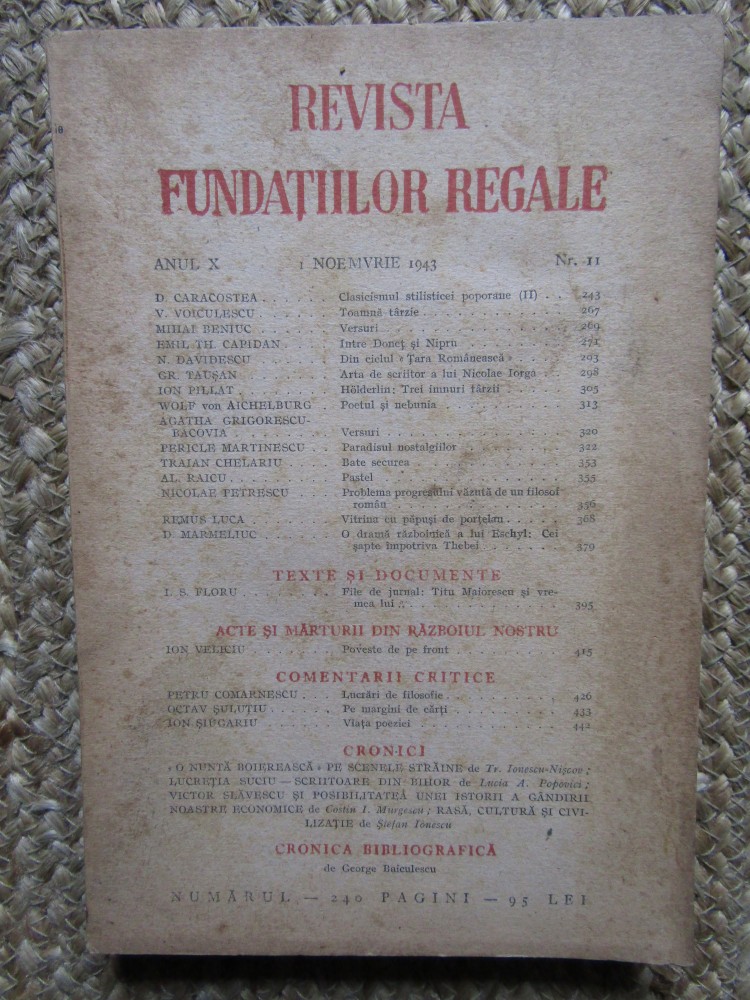 REVISTA
FUNDAȚIILOR REGALE
ANUL X 1 NOEMVRIE 1943 Nr. 11
D. CARACOSTEA . . . . . . Clasicismul stilisticei poporane (II) . . 243
V. VOICULESCU . . . . . . Toamnă târzie . . . . . . 267
MIHAI BENIUC . . . . . . Versuri . . . . . . 269
EMIL TH. CAPIDAN . Intre Doneț și Nipru . . . . . . 271
N. DAVIDESCU . . . . . . Din ciclul « Țara Românească » . . . . 293
GR. TĂUȘAN . . . . . . Arta de scriitor a lui Nicolae Iorga . . 298
ION PILLAT . . . . . . Hölderlin: Trei imnuri târzii . . . . 305
WOLF von AICHELBURG . Poetul și nebunia . . . . . . 313
AGATHA GRIGORESCU-
BACOVIA . . . . . . Versuri . . . . . . 320
PERICLE MARTINESCU . . Paradisul nostalgiilor . . . . . . 322
TRAIAN CHELARIU . . Bate securea . . . . . . 353
AL. RAICU . . . . . . Pastel . . . . . . 355
NICOLAE PETRESCU . . . Problema progresului văzută de un filosof
român . . . . . . 356
REMUS LUCA . . . . . . Vitrina cu păpuși de porțelan . . . . . 368
D. MARMELIUC . . . . . . O dramă războinică a lui Eschyl: Cei
șapte împotriva Thebei . . . . . . 379
TEXTE ȘI DOCUMENTE
I. S. FLORU . . . . . . File de jurnal: Titu Maiorescu și vre-
mea lui . . . . . . 395
ACTE ȘI MĂRTURII DIN RĂZBOIUL NOSTRU
ION VELICIU . . . . . . Poveste de pe front . . . . . . 415
COMENTARII CRITICE
PETRU COMARNESCU . . . Lucrări de filosofie . . . . . . 426
OCTAV ȘULUȚIU . . . . . . Pe margini de cărți . . . . . . 433
ION ȘIUGARIU . . . . . . Viața poeziei . . . . . . 442
CRONICI
« O NUNTĂ BOIEREASCĂ » PE SCENELE STRĂINE de Tr. Ionescu-Nișcov ;
LUCREȚIA SUCIU — SCRIITOARE DIN BIHOR de Lucia A. Popovici ;
VICTOR SLĂVESCU ȘI POSIBILITATEA UNEI ISTORII A GÂNDIRII
NOASTRE ECONOMICE de Costin I. Murgescu ; RASĂ, CULTURĂ ȘI CIVI-
LIZAȚIE de Ștefan Ionescu
CRONICA BIBLIOGRAFICĂ
de George Baiculescu
NUMĂRUL — 240 PAGINI — 95 LEI